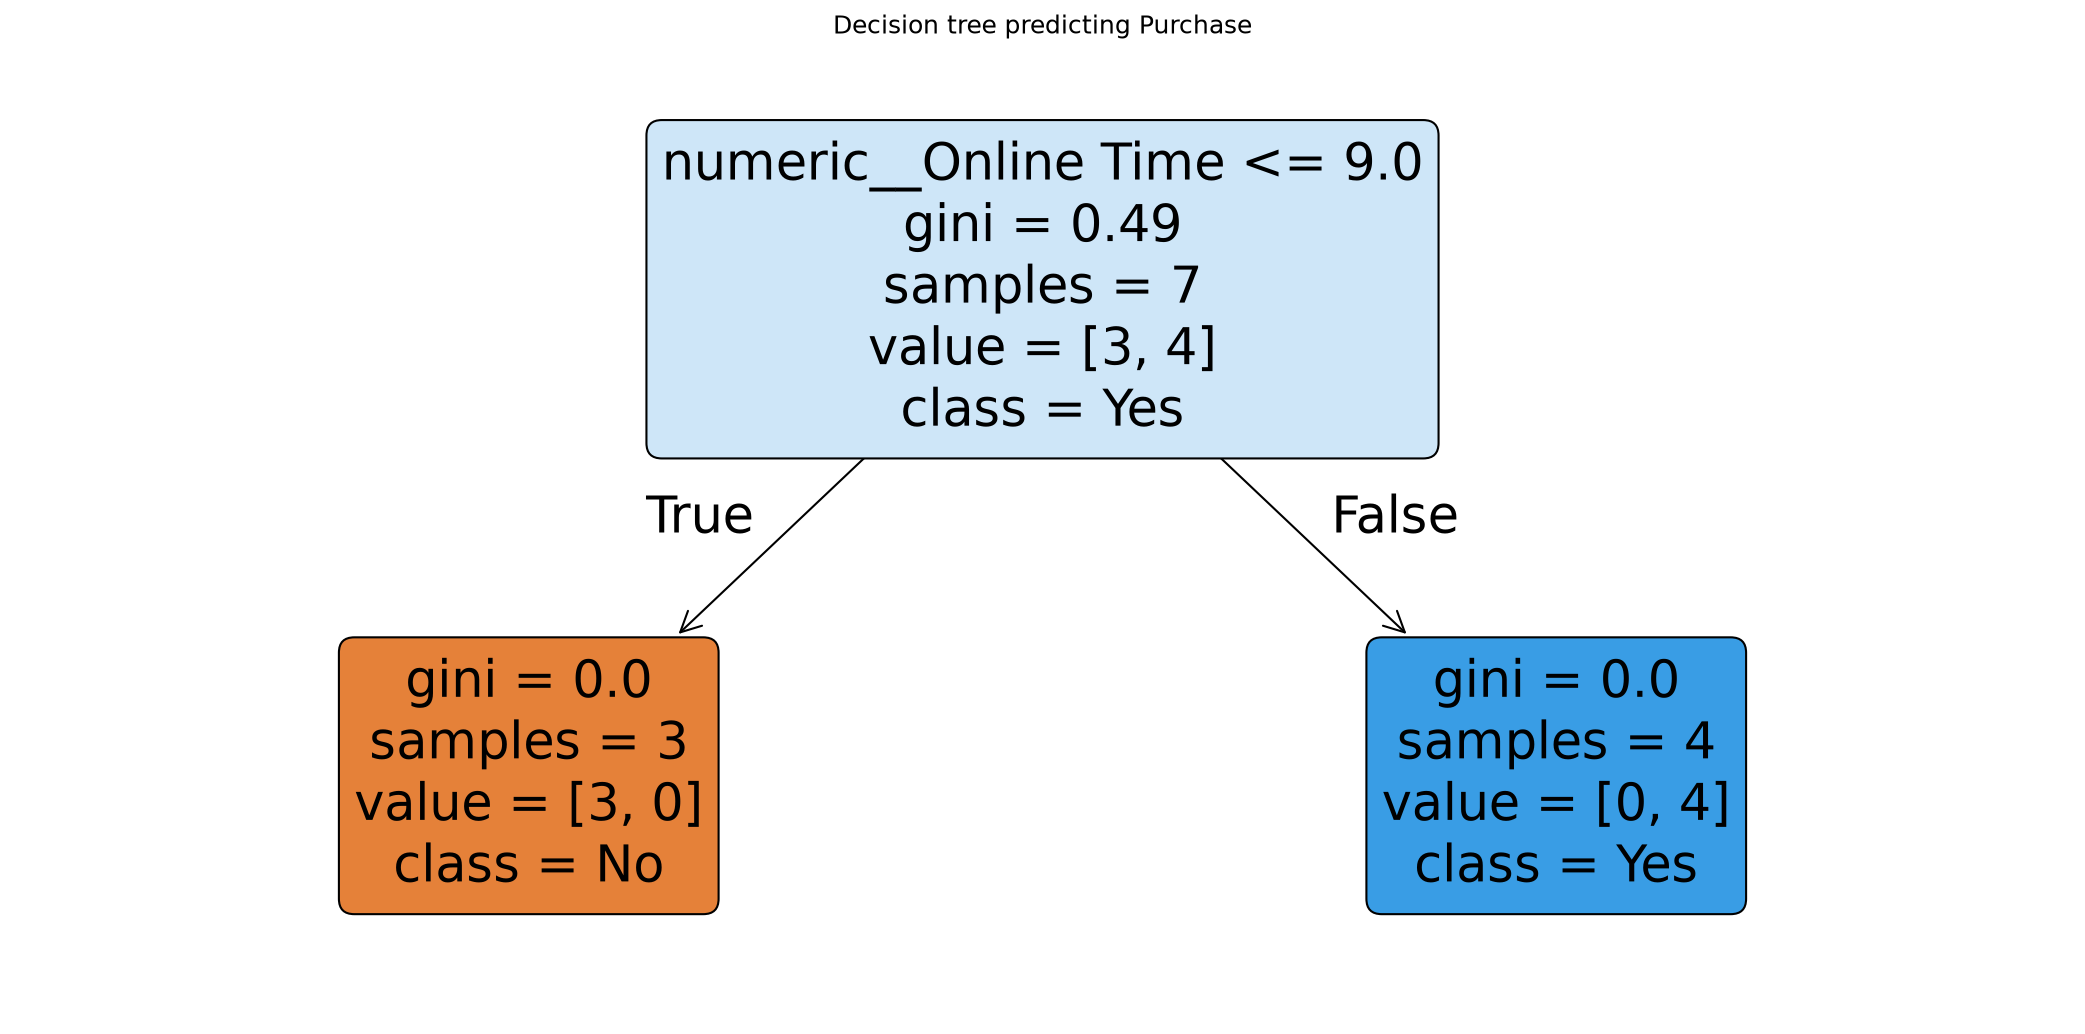 Decision tree predicting Purchase
numeric__Online Time <= 9.0
gini = 0.49
samples = 7
value = [3, 4]
class = Yes
True
False
gini = 0.0
samples = 3
value = [3, 0]
class = No
gini = 0.0
samples = 4
value = [0, 4]
class = Yes